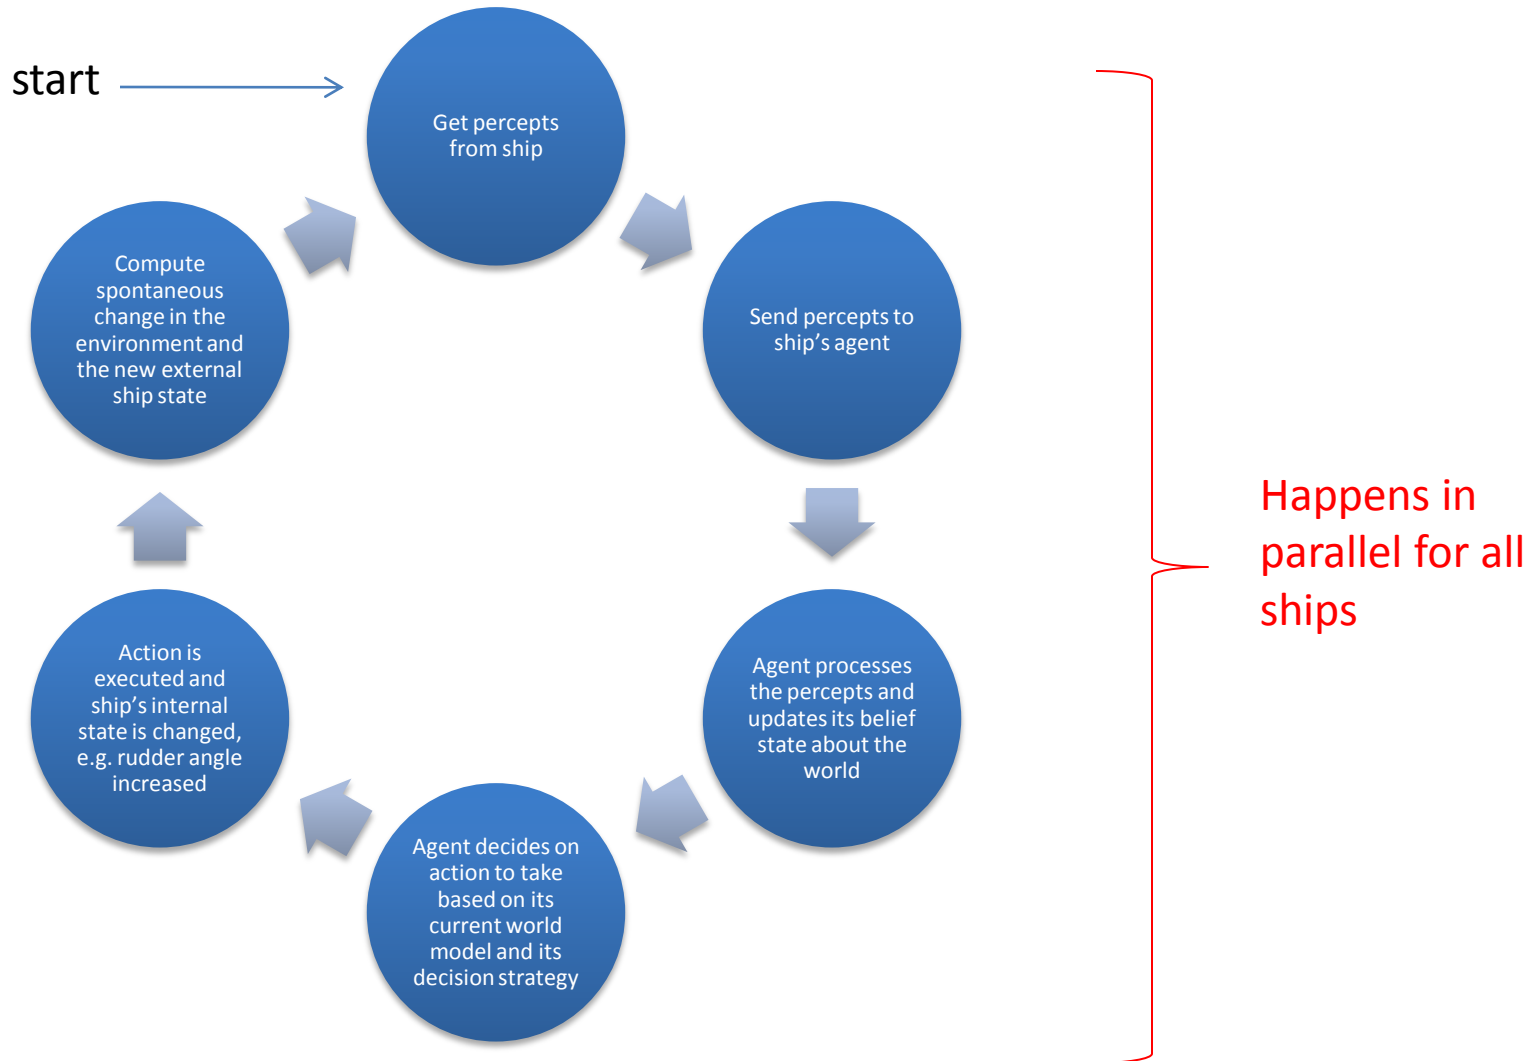 start
Get percepts
from ship
Send percepts to
ship’s agent
Agent processes
the percepts and
updates its belief
state about the
world
Agent decides on
action to take
based on its
current world
model and its
decision strategy
Action is
executed and
ship’s internal
state is changed,
e.g. rudder angle
increased
Compute
spontaneous
change in the
environment and
the new external
ship state
Happens in
parallel for all
ships